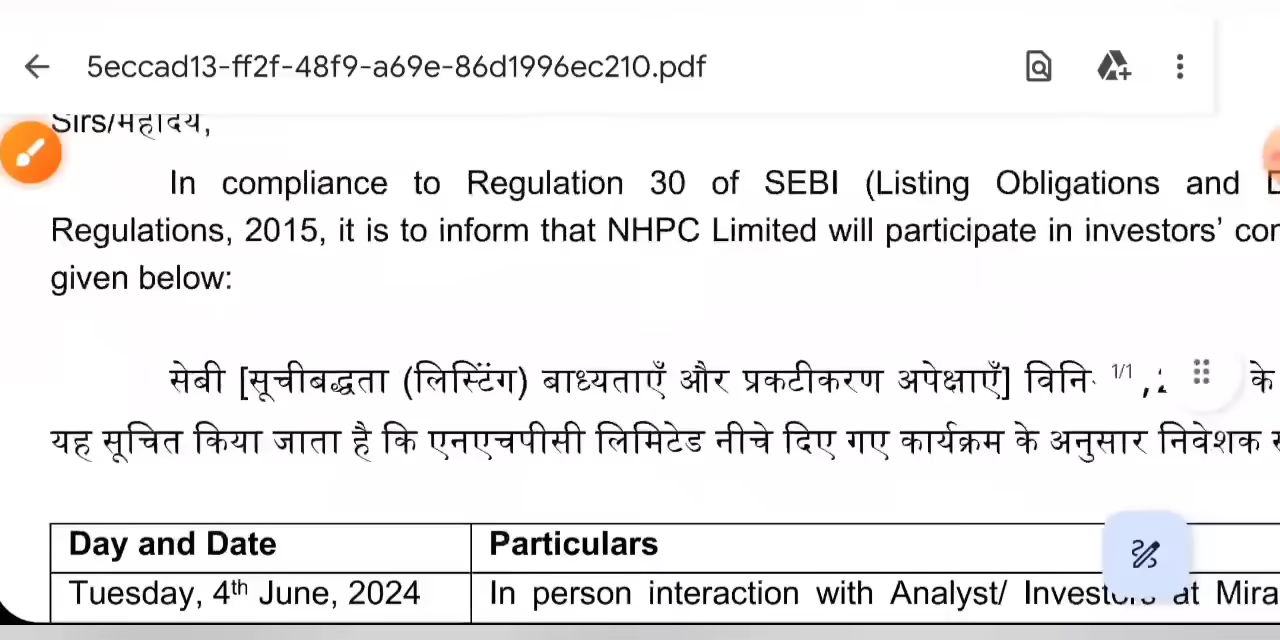 5eccad13-ff2f-48f9-a69e-86d1996ec210.pdf
Sirs/महोदय,
In compliance to Regulation 30 of SEBI (Listing Obligations and
Regulations, 2015, it is to inform that NHPC Limited will participate in investors'
given below:
सेबी [सूचीबद्धता (लिस्टिंग) बाध्यताएँ और प्रकटीकरण अपेक्षाएँ] 1/1 के
यह सूचित किया जाता है कि एनएचपीसी लिमिटेड नीचे दिए गए कार्यक्रम के अनुसार निवेशक
Day and Date Particulars
Tuesday, 4th June, 2024 In person interaction with Analyst/ at